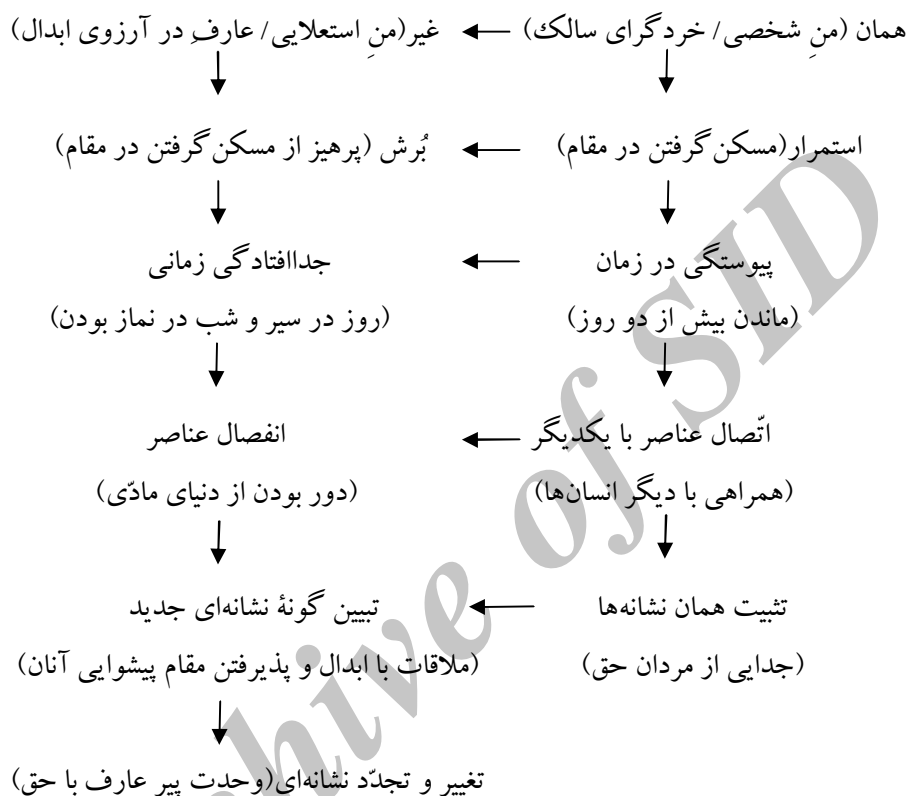 همان (منِ شخصی/ خردگرای سالک) غیر(منِ استعلایی/ عارفِ در آرزوی ابدال)
استمرار(مسکن‌گرفتن در مقام) بُرش (پرهیز از مسکن‌گرفتن در مقام)
پیوستگی در زمان جداافتادگی زمانی
(ماندن بیش از دو روز) (روز در سیر و شب در نماز بودن)
اتّصال عناصر با یکدیگر انفصال عناصر
(همراهی با دیگر انسان‌ها) (دور بودن از دنیای مادّی)
تثبیت همان نشانه‌ها تبیین گونهٔ نشانه‌ای جدید
(جدایی از مردان حق) (ملاقات با ابدال و پذیرفتن مقام پیشوایی آنان)
تغییر و تجدّد نشانه‌ای(وحدت پیر عارف با حق)
Archive of SID